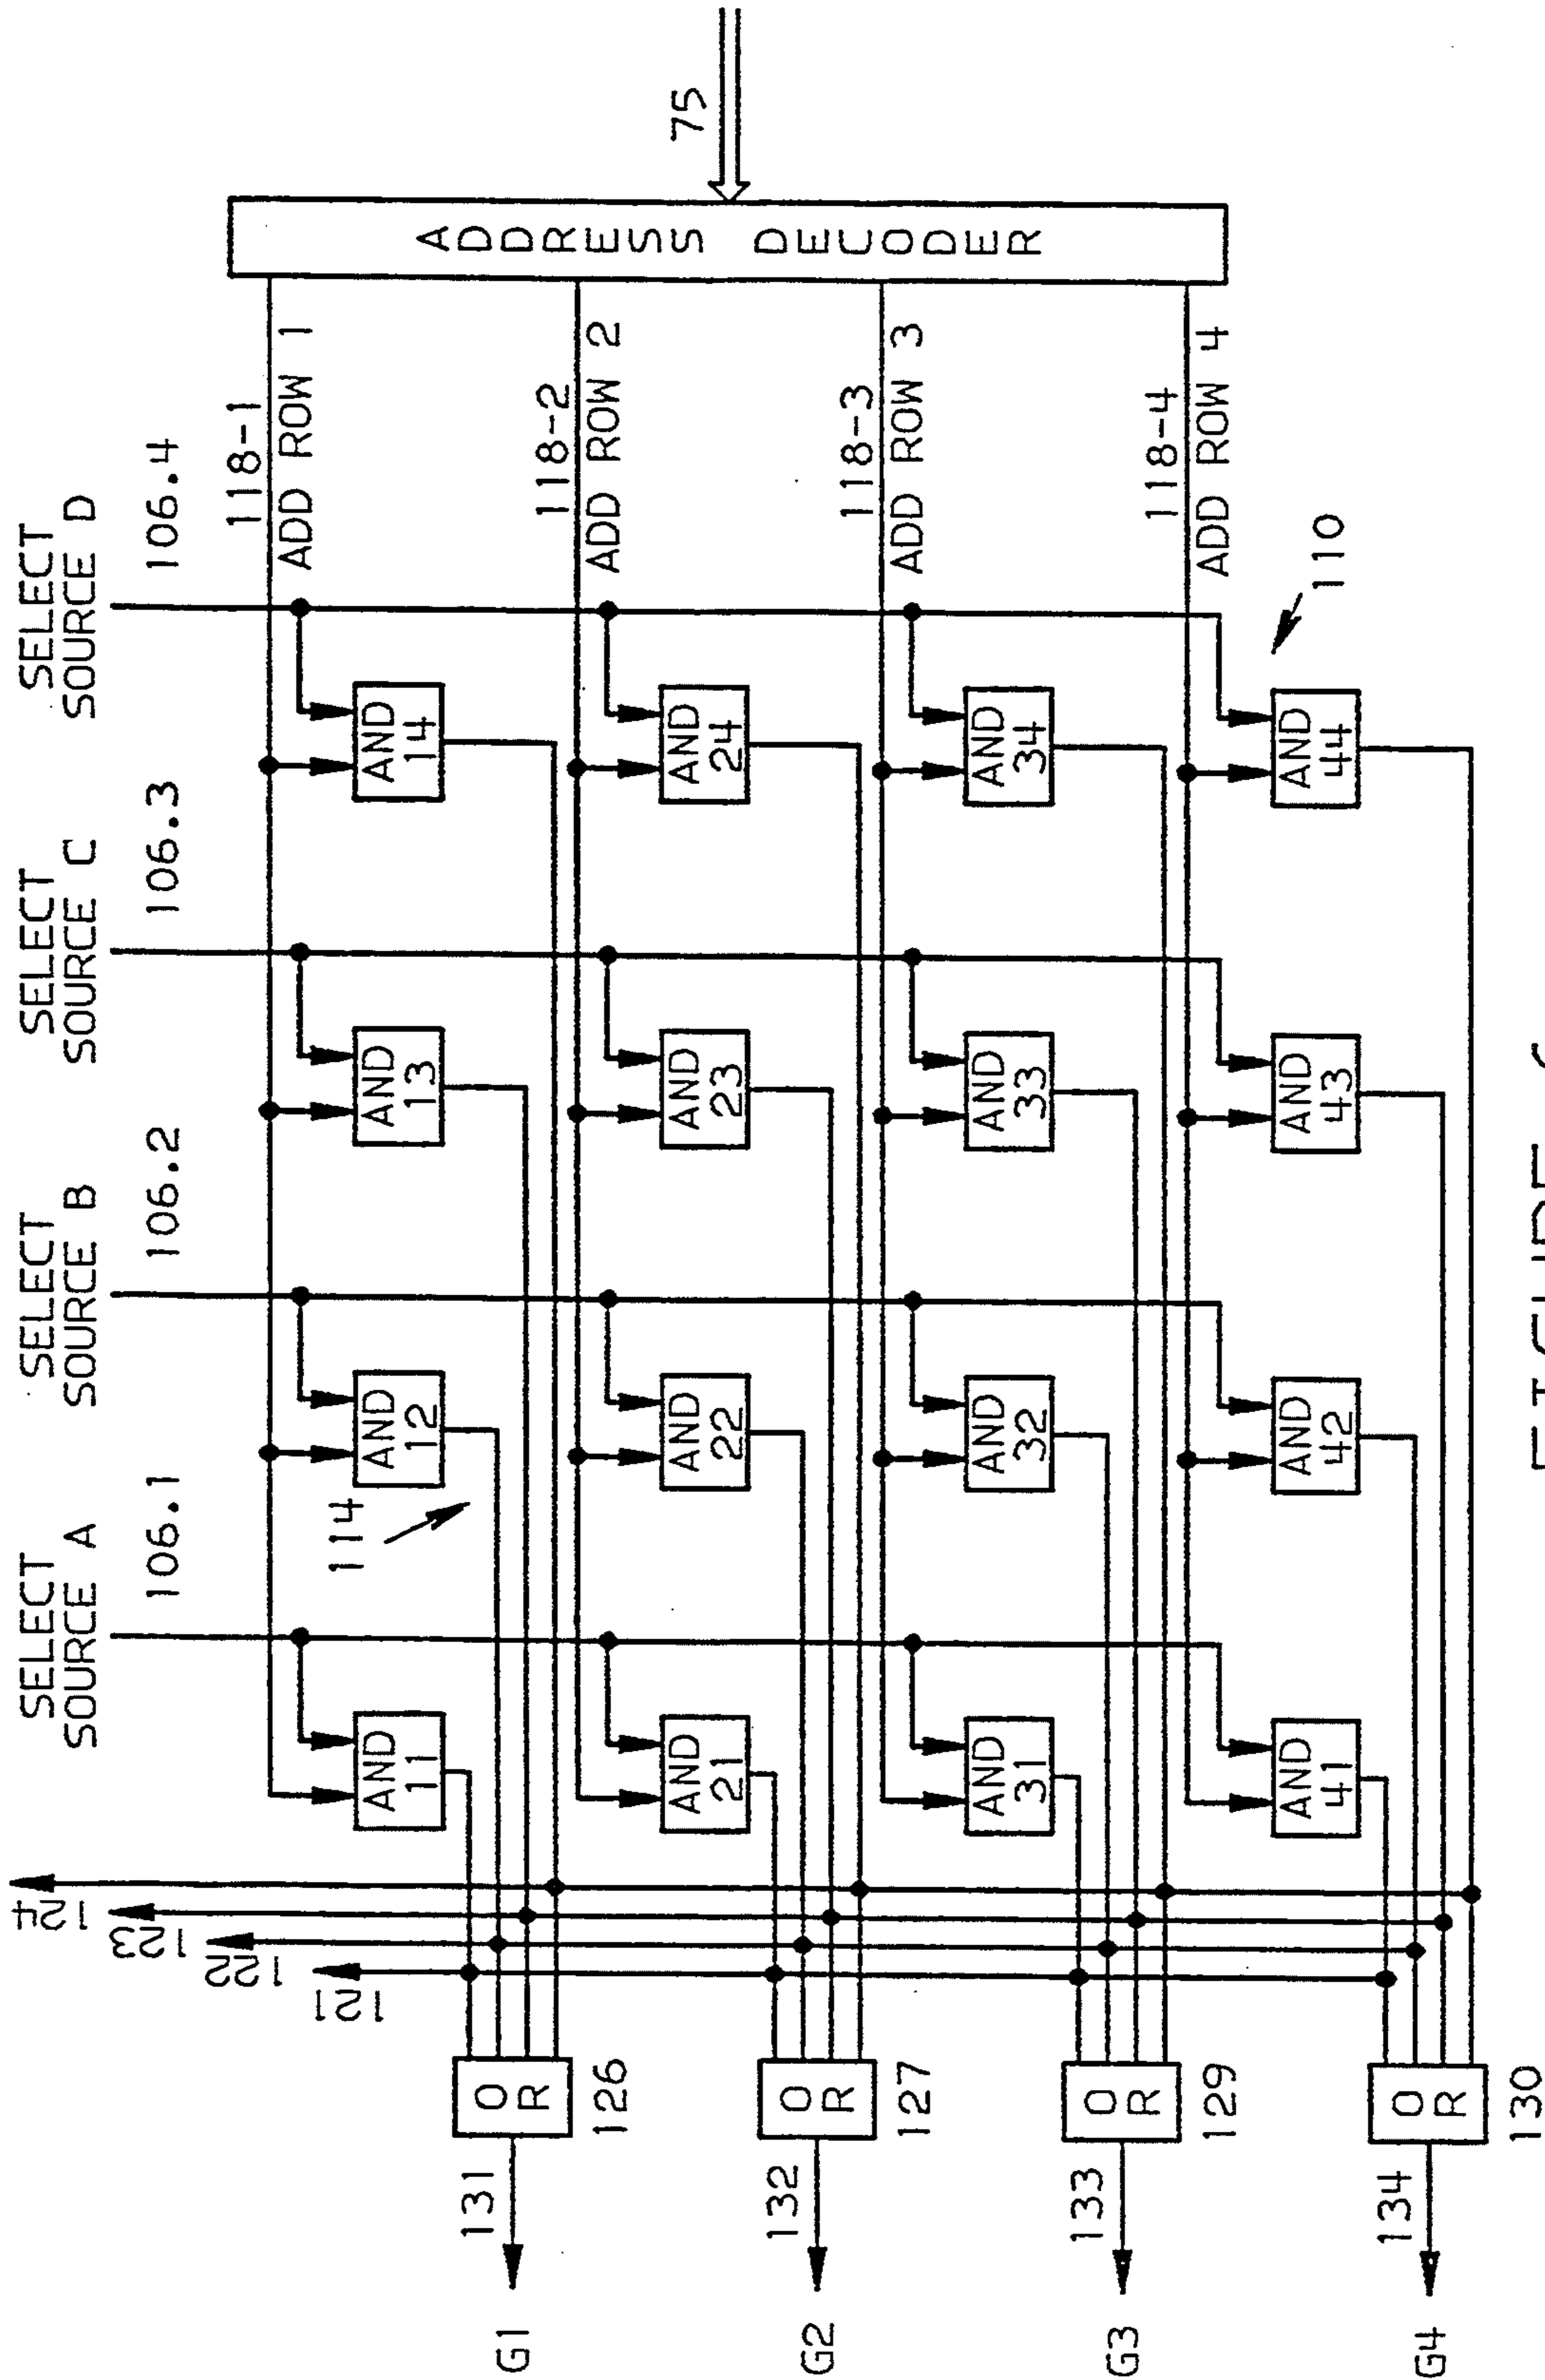 SELECT
SOURCE A
106.1
SELECT
SOURCE B
106.2
SELECT
SOURCE C
106.3
SELECT
SOURCE D
106.4
124
123
122
121
118-1
ADD ROW 1
AND
11
AND
12
AND
13
AND
14
114
131
G1
OR
126
118-2
ADD ROW 2
AND
21
AND
22
AND
23
AND
24
132
G2
OR
127
118-3
ADD ROW 3
AND
31
AND
32
AND
33
AND
34
133
G3
OR
129
118-4
ADD ROW 4
AND
41
AND
42
AND
43
AND
44
110
134
G4
OR
130
ADDRESS DECODER
75